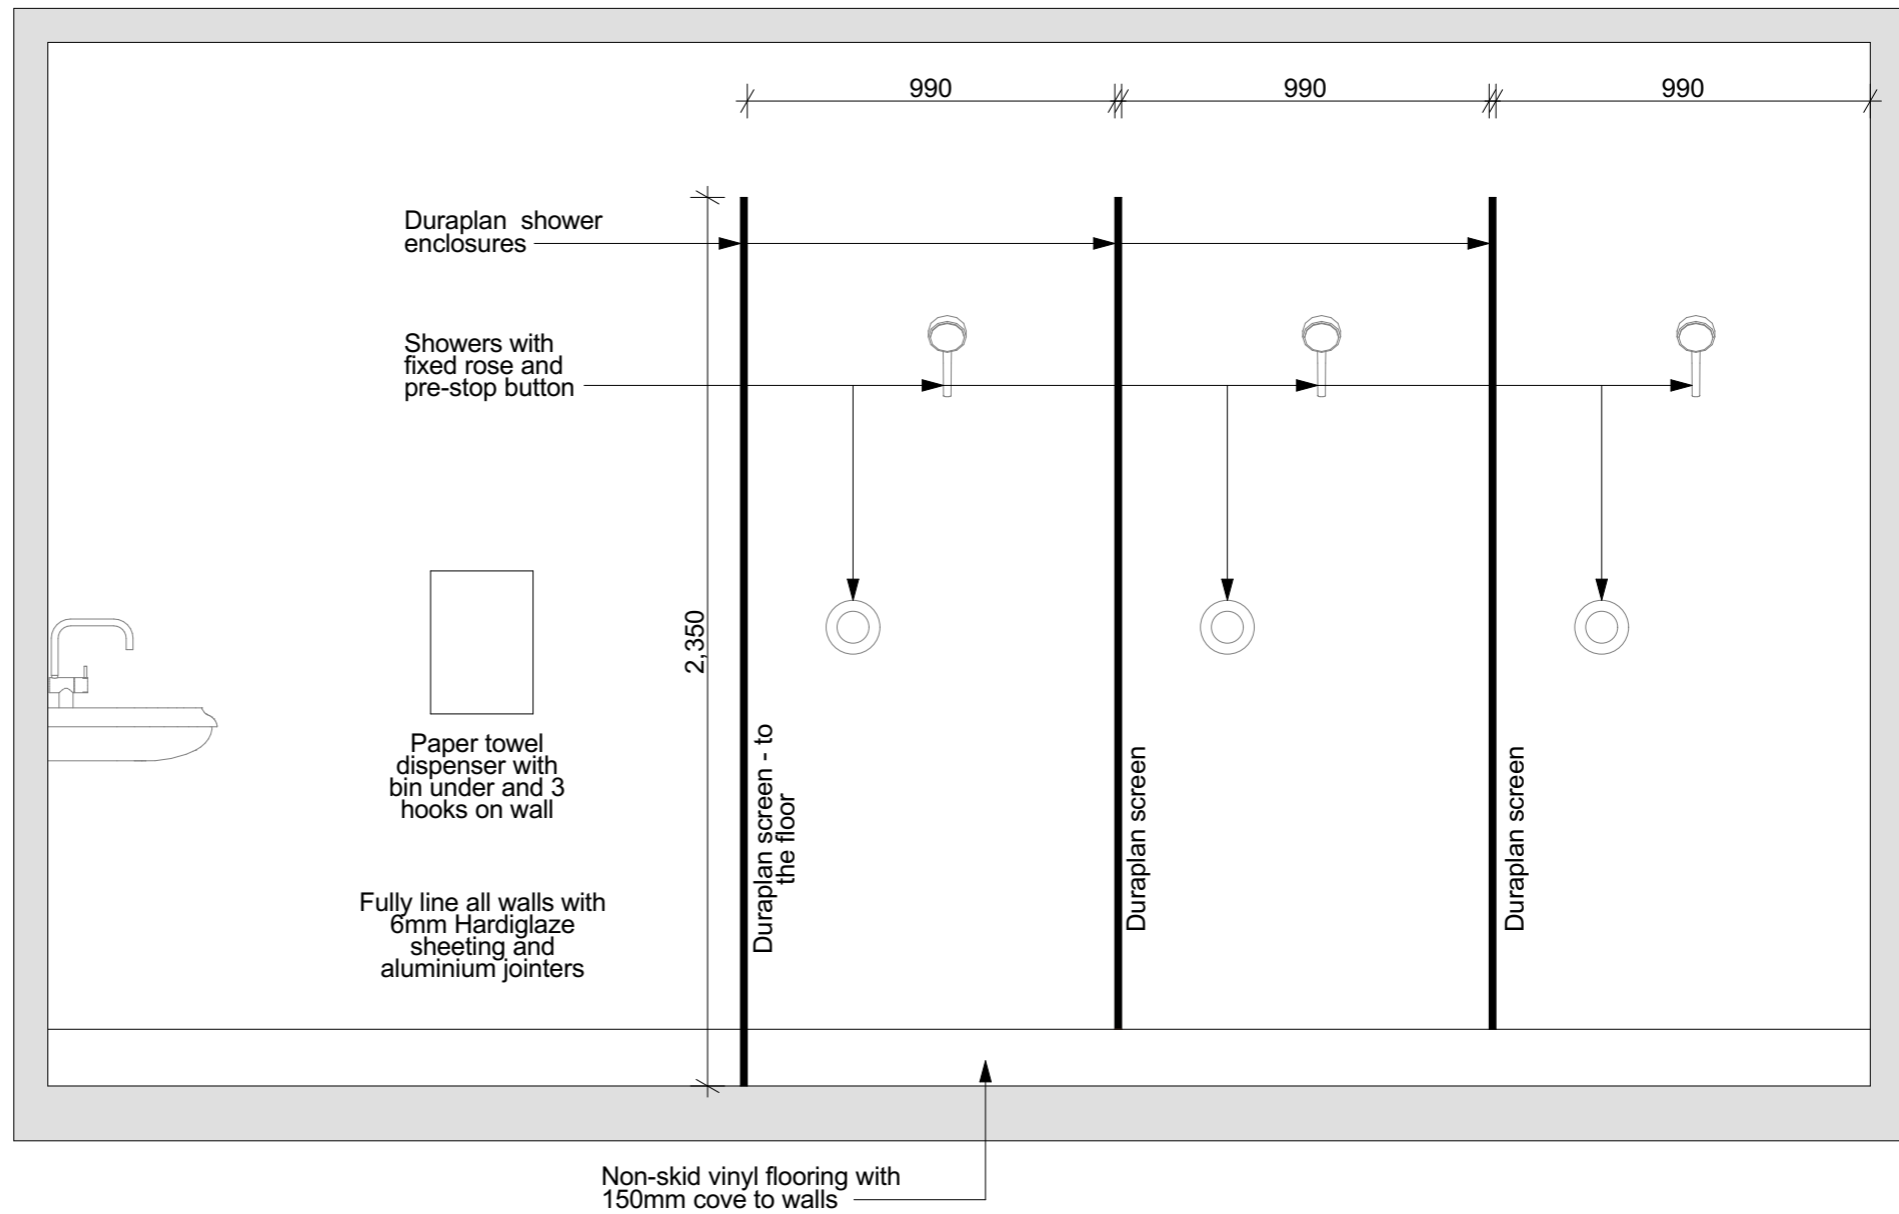 990
990
990
Duraplan shower
enclosures
Showers with
fixed rose and
pre-stop button
2,350
Paper towel
dispenser with
bin under and 3
hooks on wall
Duraplan screen - to
the floor
Duraplan screen
Duraplan screen
Fully line all walls with
6mm Hardiglaze
sheeting and
aluminium jointers
Non-skid vinyl flooring with
150mm cove to walls